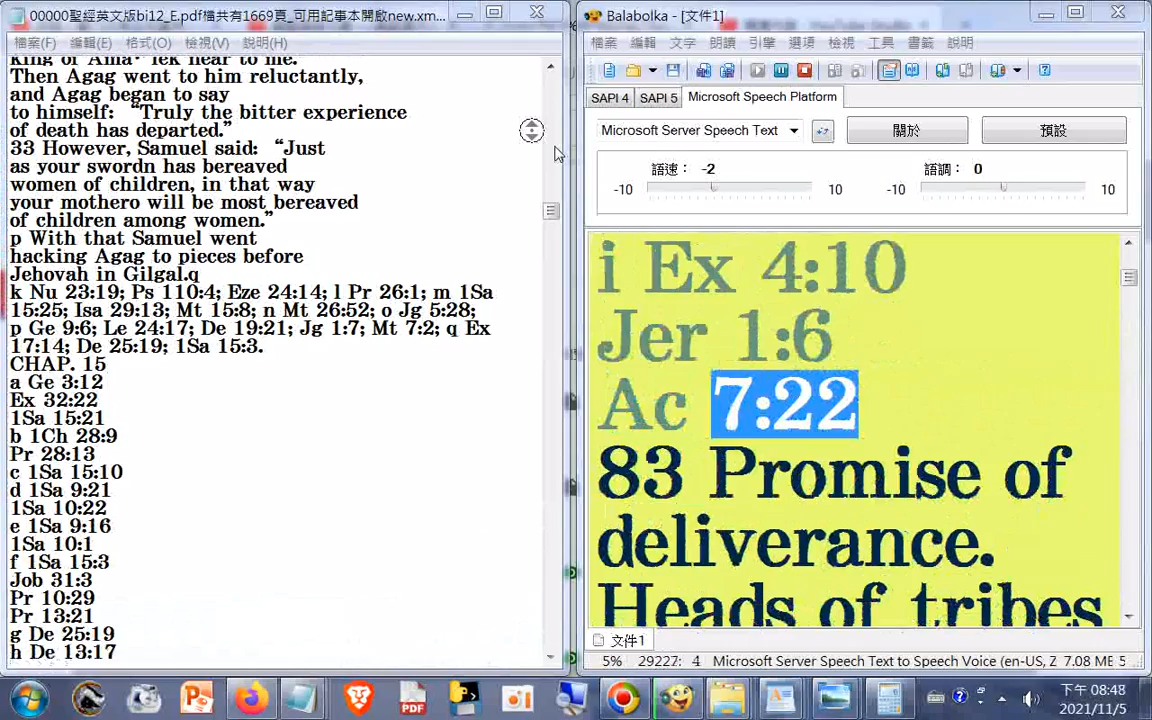 00000聖經英文版bi12_E.pdf檔共有1669頁_可用記事本開啟new.xm...
檔案(F) 編輯(E) 格式(O) 檢視(V) 說明(H)
King of Ama·lek near to me.
Then Agag went to him reluctantly,
and Agag began to say
to himself: “Truly the bitter experience
of death has departed.”
33 However, Samuel said: “Just
as your swordn has bereaved
women of children, in that way
your mothero will be most bereaved
of children among women.”
p With that Samuel went
hacking Agag to pieces before
Jehovah in Gilgal.q
k Nu 23:19; Ps 110:4; Eze 24:14; l Pr 26:1; m 1Sa
15:25; Isa 29:13; Mt 15:8; n Mt 26:52; o Jg 5:28;
p Ge 9:6; Le 24:17; De 19:21; Jg 1:7; Mt 7:2; q Ex
17:14; De 25:19; 1Sa 15:3.
CHAP. 15
a Ge 3:12
Ex 32:22
1Sa 15:21
b 1Ch 28:9
Pr 28:13
c 1Sa 15:10
d 1Sa 9:21
1Sa 10:22
e 1Sa 9:16
1Sa 10:1
f 1Sa 15:3
Job 31:3
Pr 10:29
Pr 13:21
g De 25:19
h De 13:17
Balabolka - [文件1]
檔案 編輯 文字 朗讀 引擎 選項 檢視 工具 書籤 說明
SAPI 4 SAPI 5 Microsoft Speech Platform
Microsoft Server Speech Text 關於 預設
語速: -2 語調: 0
-10 10 -10 10
i Ex 4:10
Jer 1:6
Ac 7:22
83 Promise of
deliverance.
Heads of tribes
文件1
5% 29227: 4 Microsoft Server Speech Text to Speech Voice (en-US, Z 7.08 MB 5
PDF
下午 08:48
2021/11/5